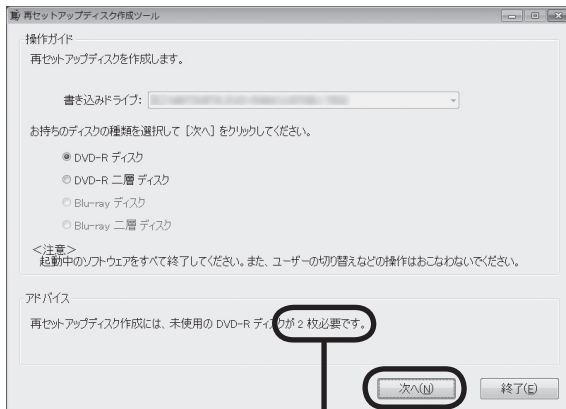 再セットアップディスク作成ツール
操作ガイド
再セットアップディスクを作成します。
書き込みドライブ:
お持ちのディスクの種類を選択して [次へ] をクリックしてください。
DVD-R ディスク
DVD-R 二層 ディスク
Blu-ray ディスク
Blu-ray 二層 ディスク
<注意>
起動中のソフトウェアをすべて終了してください。また、ユーザーの切り替えなどの操作はおこなわないでください。
アドバイス
再セットアップディスク作成には、未使用の DVD-R ディスクが 2 枚必要です。
次へ(N) 終了(E)